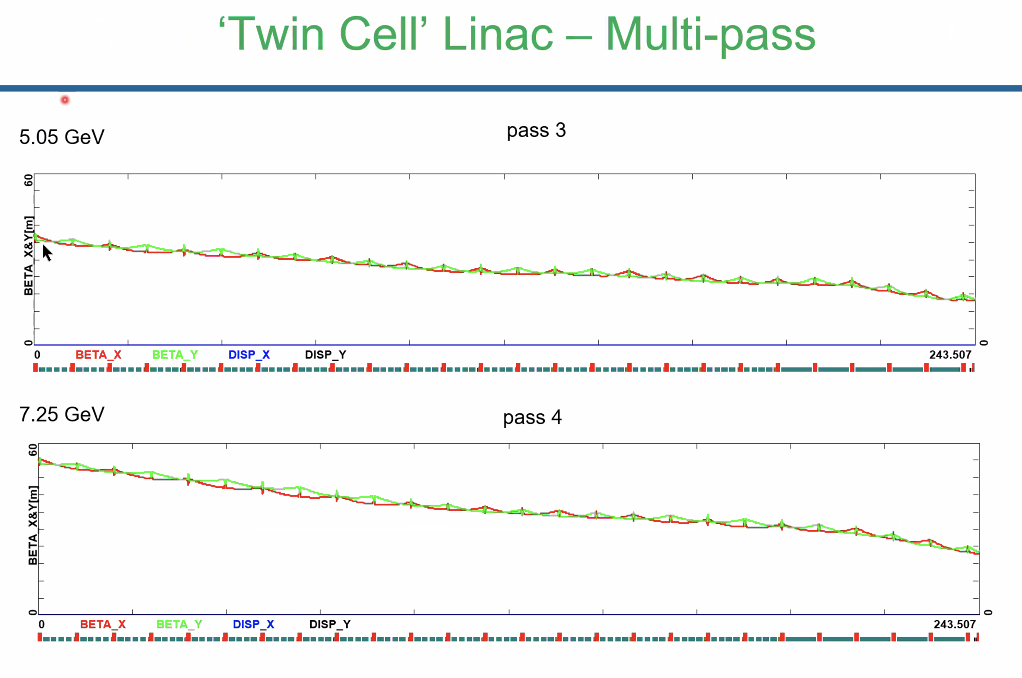 ‘Twin Cell’ Linac – Multi-pass
5.05 GeV
pass 3
60
BETA_X&Y[m]
0
0
0 BETA_X BETA_Y DISP_X DISP_Y 243.507
7.25 GeV
pass 4
60
BETA_X&Y[m]
0
0
0 BETA_X BETA_Y DISP_X DISP_Y 243.507